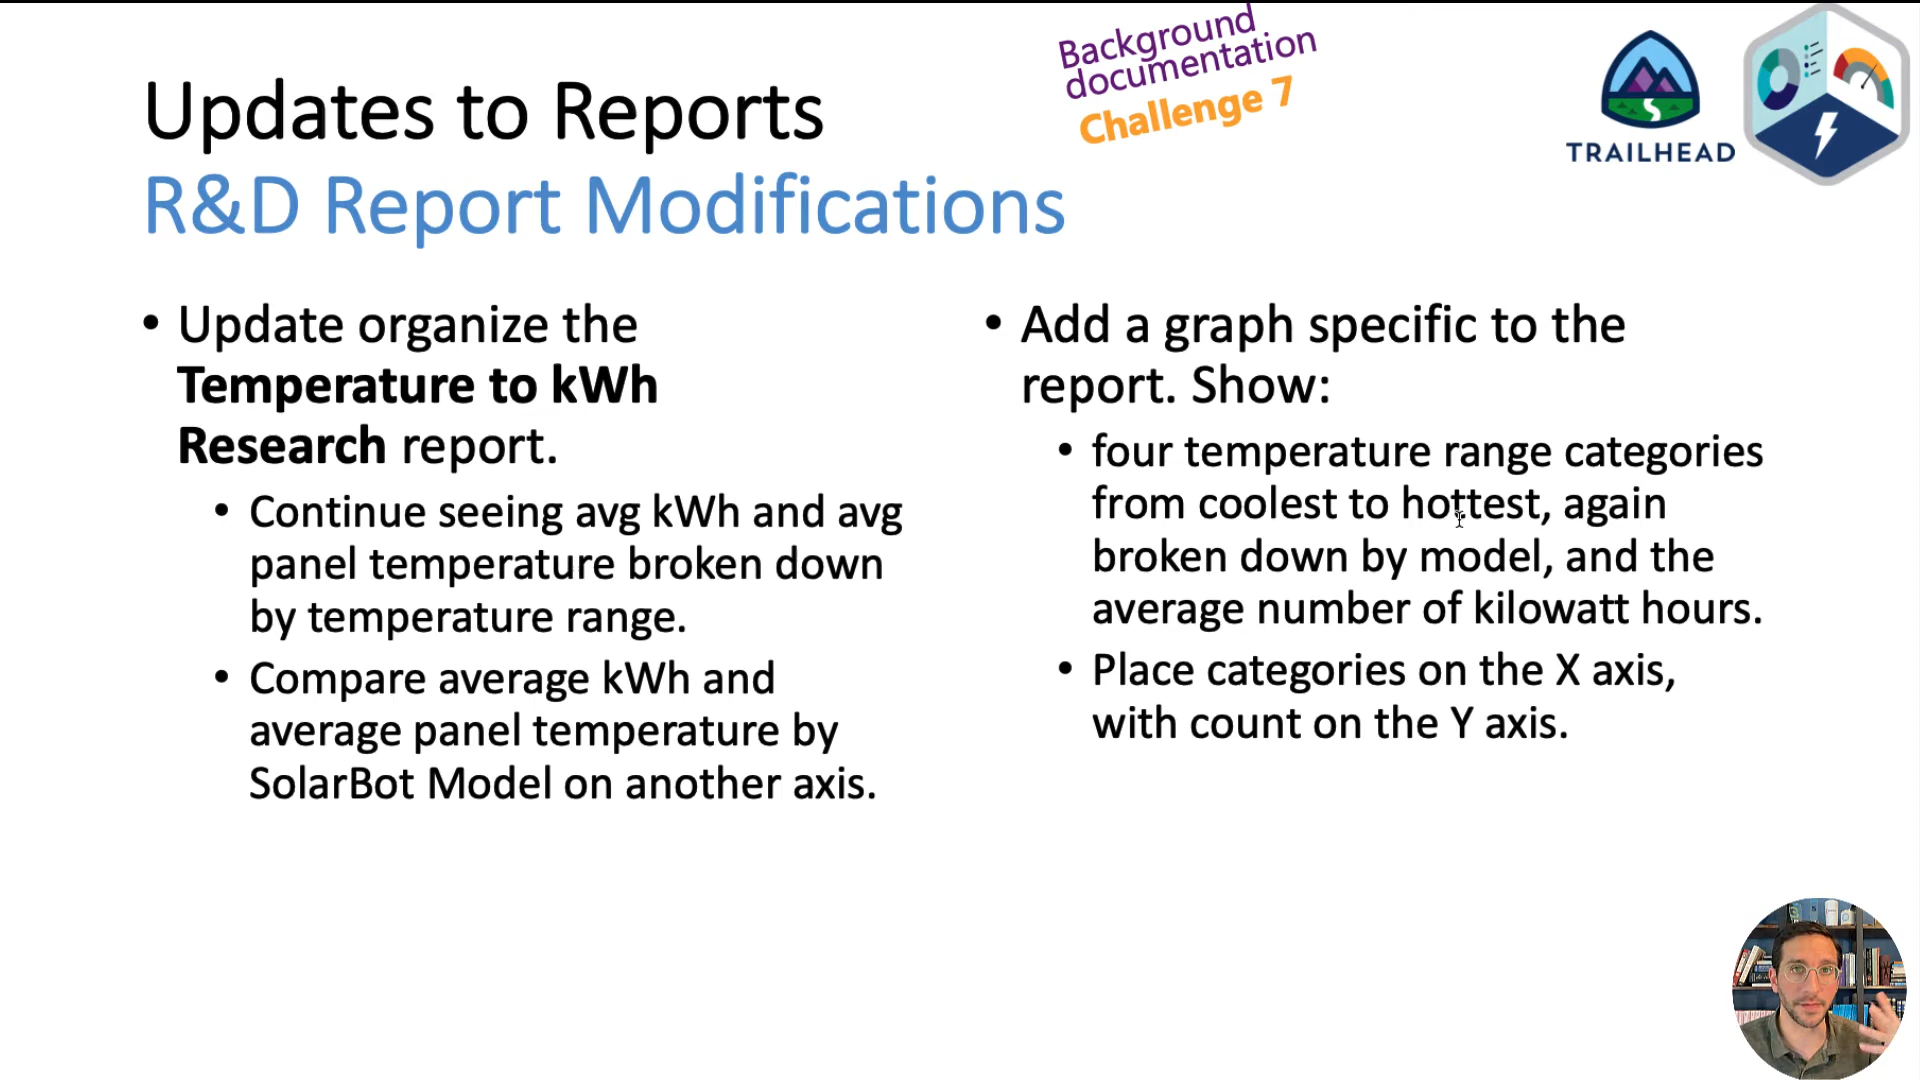 Background
documentation
Challenge 7
TRAILHEAD
Updates to Reports
R&D Report Modifications
• Update organize the
Temperature to kWh
Research report.
• Continue seeing avg kWh and avg
panel temperature broken down
by temperature range.
• Compare average kWh and
average panel temperature by
SolarBot Model on another axis.
• Add a graph specific to the
report. Show:
• four temperature range categories
from coolest to hottest, again
broken down by model, and the
average number of kilowatt hours.
• Place categories on the X axis,
with count on the Y axis.